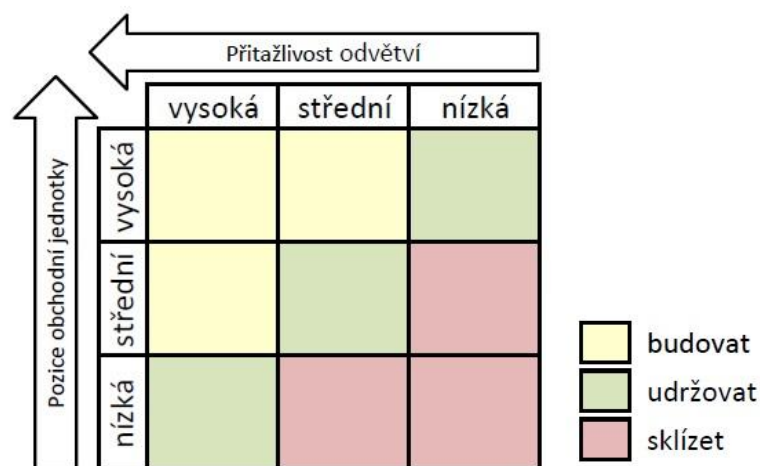 Přitažlivost odvětví
vysoká střední nízká
Pozice obchodní jednotky
vysoká
střední
nízká
budovat
udržovat
sklízet